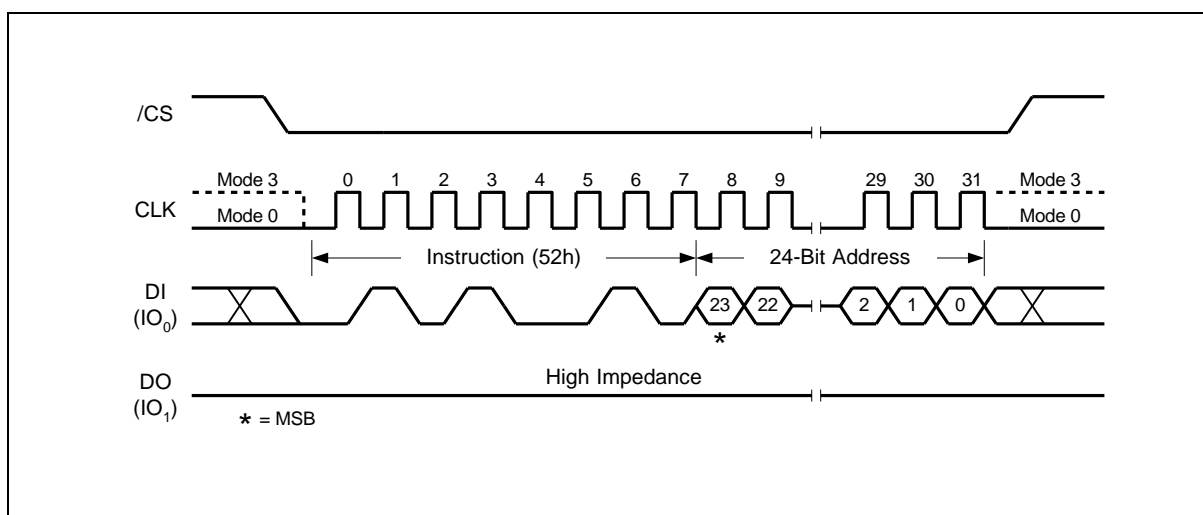 /CS
Mode 3
0 1 2 3 4 5 6 7 8 9 29 30 31
Mode 3
CLK
Mode 0
Mode 0
Instruction (52h)
24-Bit Address
DI
(IO0)
23 22 2 1 0
*
DO
(IO1)
High Impedance
* = MSB